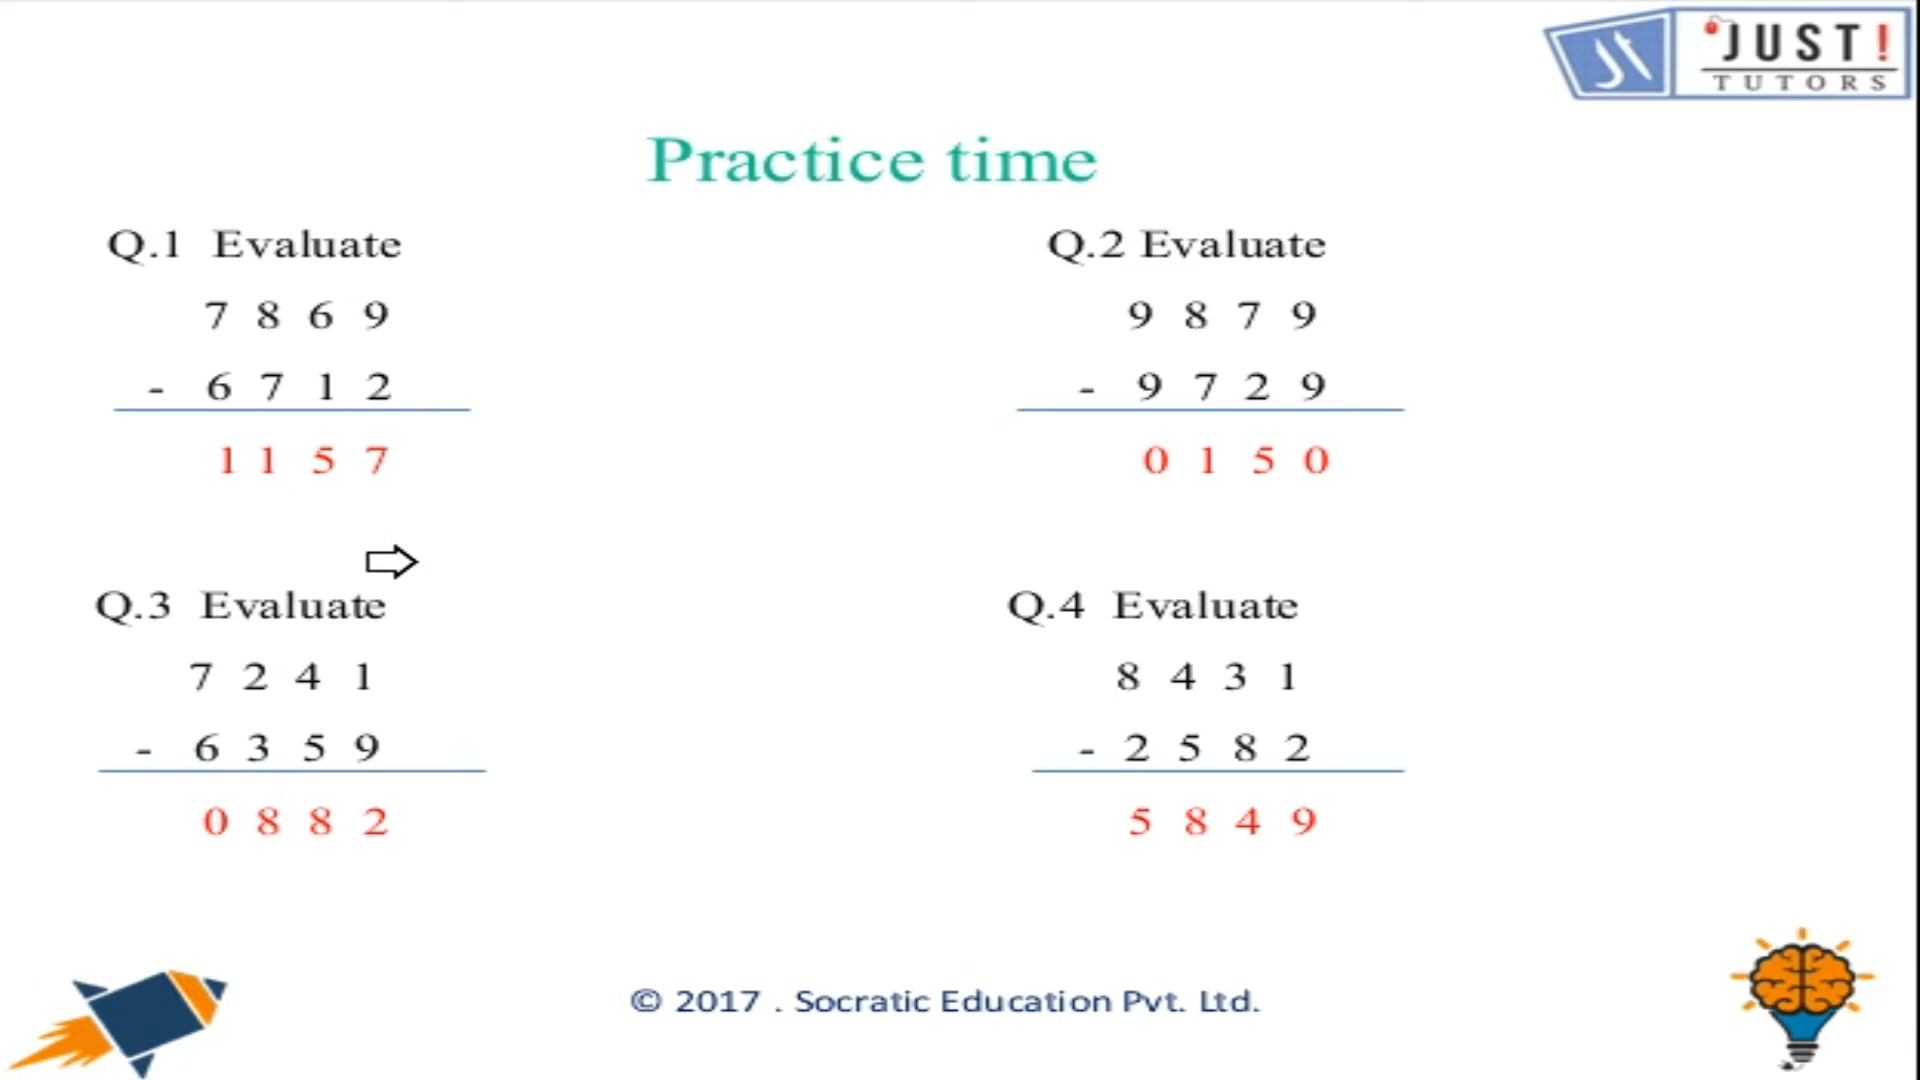 JUST!
TUTORS
Practice time
Q.1 Evaluate
7 8 6 9
- 6 7 1 2
1 1 5 7
Q.2 Evaluate
9 8 7 9
- 9 7 2 9
0 1 5 0
Q.3 Evaluate
7 2 4 1
- 6 3 5 9
0 8 8 2
Q.4 Evaluate
8 4 3 1
- 2 5 8 2
5 8 4 9
© 2017 . Socratic Education Pvt. Ltd.